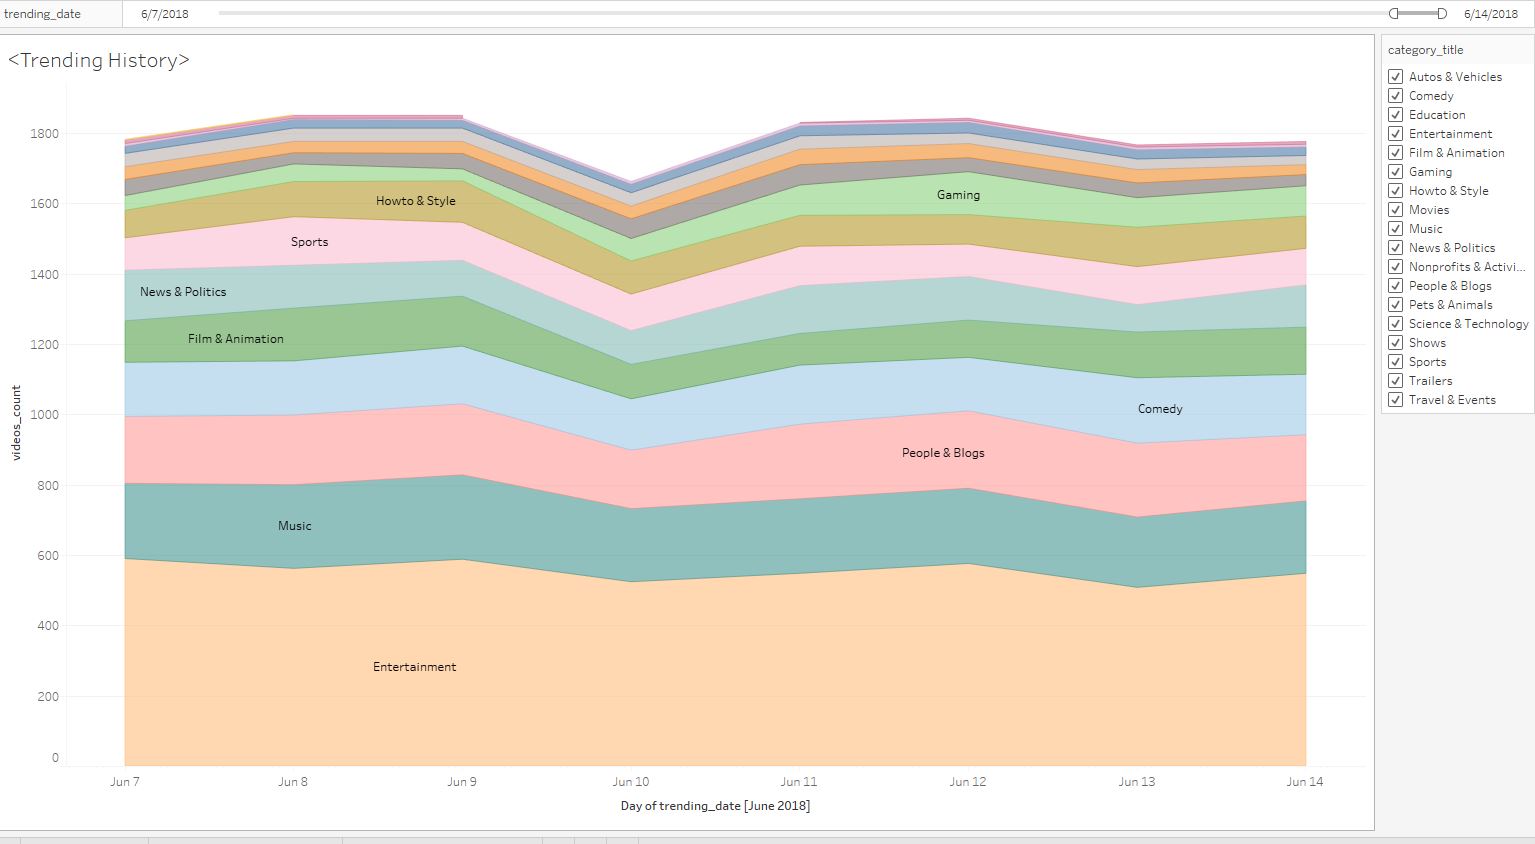 trending_date
6/7/2018
6/14/2018
<Trending History>
category_title
Autos & Vehicles
Comedy
Education
Entertainment
Film & Animation
Gaming
Howto & Style
Movies
Music
News & Politics
Nonprofits & Activi...
People & Blogs
Pets & Animals
Science & Technology
Shows
Sports
Trailers
Travel & Events
videos_count
1800
1600
1400
1200
1000
800
600
400
200
0
Howto & Style
Gaming
Sports
News & Politics
Film & Animation
Comedy
People & Blogs
Music
Entertainment
Jun 7
Jun 8
Jun 9
Jun 10
Jun 11
Jun 12
Jun 13
Jun 14
Day of trending_date [June 2018]